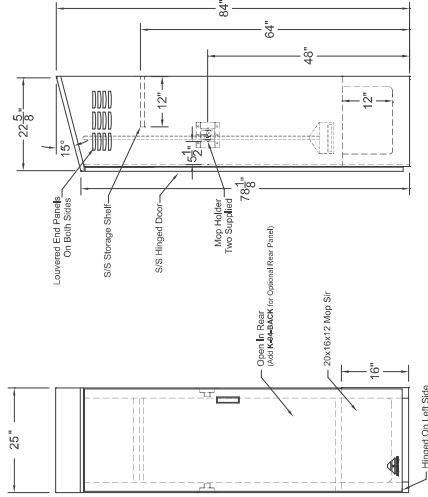 84"
64"
48"
22 5/8"
12"
15°
5 1/2"
12"
78 1/8"
Louvered End Panels
On Both Sides
S/S Storage Shelf
S/S Hinged Door
Mop Holder
Two Supplied
25"
Open In Rear
(Add K-84-BACK for Optional Rear Panel)
20x16x12 Mop Sir
16"
Hinged On Left Side